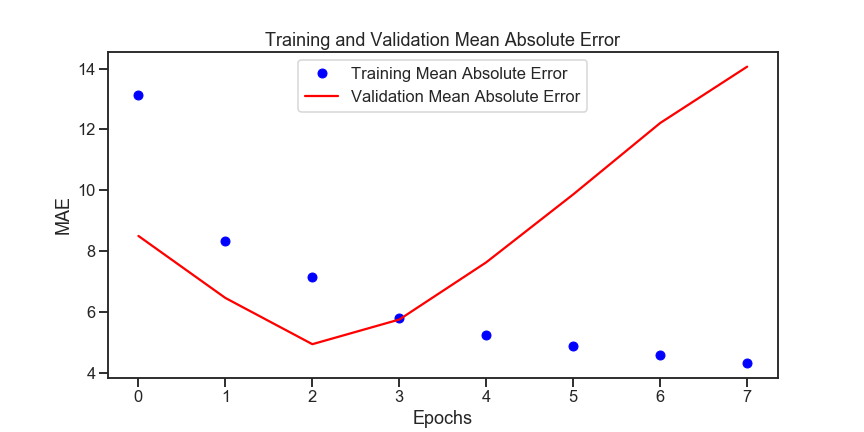 Training and Validation Mean Absolute Error
Training Mean Absolute Error
Validation Mean Absolute Error
14
12
10
8
6
4
MAE
0 1 2 3 4 5 6 7
Epochs